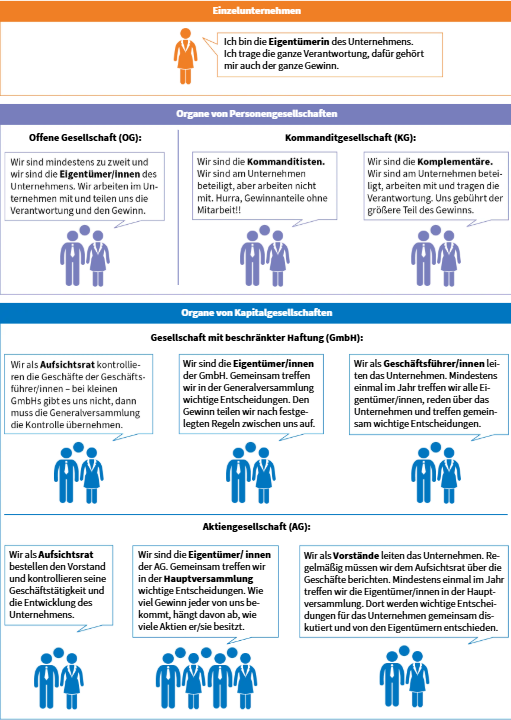 Einzelunternehmen
Ich bin die Eigentümerin des Unternehmens.
Ich trage die ganze Verantwortung, dafür gehört
mir auch der ganze Gewinn.
Organe von Personengesellschaften
Offene Gesellschaft (OG):
Wir sind mindestens zu zweit und
wir sind die Eigentümer/innen des
Unternehmens. Wir arbeiten im Un-
ternehmen mit und teilen uns die
Verantwortung und den Gewinn.
Kommanditgesellschaft (KG):
Wir sind die Kommanditisten.
Wir sind am Unternehmen
beteiligt, aber arbeiten nicht
mit. Hurra, Gewinnanteile ohne
Mitarbeit!!
Wir sind die Komplementäre.
Wir sind am Unternehmen betei-
ligt, arbeiten mit und tragen die
Verantwortung. Uns gebührt der
größere Teil des Gewinns.
Organe von Kapitalgesellschaften
Gesellschaft mit beschränkter Haftung (GmbH):
Wir als Aufsichtsrat kontrollie-
ren die Geschäfte der Geschäfts-
führer/innen – bei kleinen
GmbHs gibt es uns nicht, dann
muss die Generalversammlung
die Kontrolle übernehmen.
Wir sind die Eigentümer/innen
der GmbH. Gemeinsam treffen
wir in der Generalversammlung
wichtige Entscheidungen. Den
Gewinn teilen wir nach festge-
legten Regeln zwischen uns auf.
Wir als Geschäftsführer/innen lei-
ten das Unternehmen. Mindestens
einmal im Jahr treffen wir alle Ei-
gentümer/innen, reden über das
Unternehmen und treffen gemein-
sam wichtige Entscheidungen.
Aktiengesellschaft (AG):
Wir als Aufsichtsrat
bestellen den Vorstand
und kontrollieren seine
Geschäftstätigkeit und
die Entwicklung des
Unternehmens.
Wir sind die Eigentümer/ innen
der AG. Gemeinsam treffen wir
in der Hauptversammlung
wichtige Entscheidungen. Wie
viel Gewinn jeder von uns be-
kommt, hängt davon ab, wie
viele Aktien er/sie besitzt.
Wir als Vorstände leiten das Unternehmen. Re-
gelmäßig müssen wir dem Aufsichtsrat über die
Geschäfte berichten. Mindestens einmal im Jahr
treffen wir die Eigentümer/innen in der Haupt-
versammlung. Dort werden wichtige Entschei-
dungen für das Unternehmen gemeinsam dis-
kutiert und von den Eigentümern entschieden.